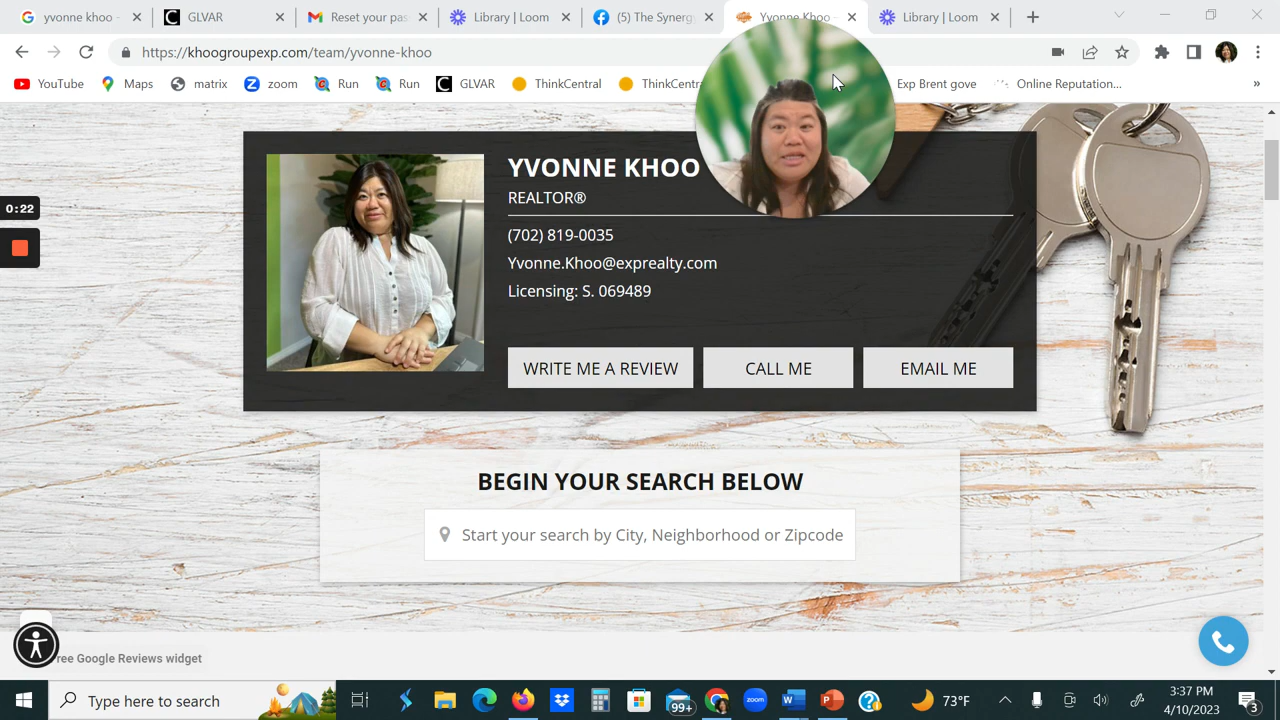 yvonne khoo -
GLVAR
Reset your pas
Library | Loom
(5) The Synerg
Yvonne Khoo –
Library | Loom
https://khoogroupexp.com/team/yvonne-khoo
YouTube
Maps
matrix
zoom
Run
Run
GLVAR
ThinkCentral
ThinkCentr
Exp Brent gove
Online Reputation...
»
0:22
YVONNE KHOO
REALTOR®
(702) 819-0035
Yvonne.Khoo@exprealty.com
Licensing: S. 069489
WRITE ME A REVIEW
CALL ME
EMAIL ME
BEGIN YOUR SEARCH BELOW
Start your search by City, Neighborhood or Zipcode
ree Google Reviews widget
Type here to search
99+
zoom
73°F
3:37 PM
4/10/2023
3